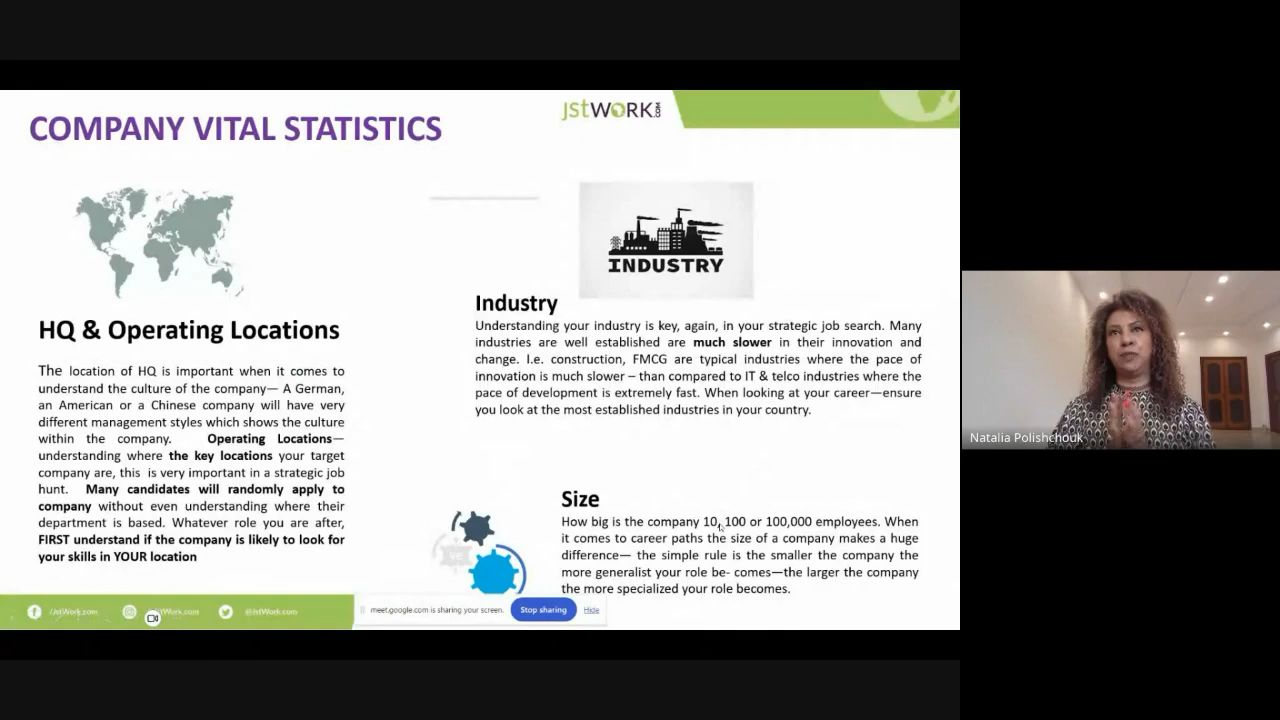 COMPANY VITAL STATISTICS
JSTWORK.COM
HQ & Operating Locations
The location of HQ is important when it comes to
understand the culture of the company— A German,
an American or a Chinese company will have very
different management styles which shows the culture
within the company. Operating Locations—
understanding where the key locations your target
company are, this is very important in a strategic job
hunt. Many candidates will randomly apply to
company without even understanding where their
department is based. Whatever role you are after,
FIRST understand if the company is likely to look for
your skills in YOUR location
INDUSTRY
Industry
Understanding your industry is key, again, in your strategic job search. Many
industries are well established are much slower in their innovation and
change. I.e. construction, FMCG are typical industries where the pace of
innovation is much slower – than compared to IT & telco industries where the
pace of development is extremely fast. When looking at your career—ensure
you look at the most established industries in your country.
Size
How big is the company 10, 100 or 100,000 employees. When
it comes to career paths the size of a company makes a huge
difference— the simple rule is the smaller the company the
more generalist your role be- comes—the larger the company
the more specialized your role becomes.
/JstWork.com
@JstWork.com
meet.google.com is sharing your screen.
Stop sharing
Hide
Natalia Polishchouk